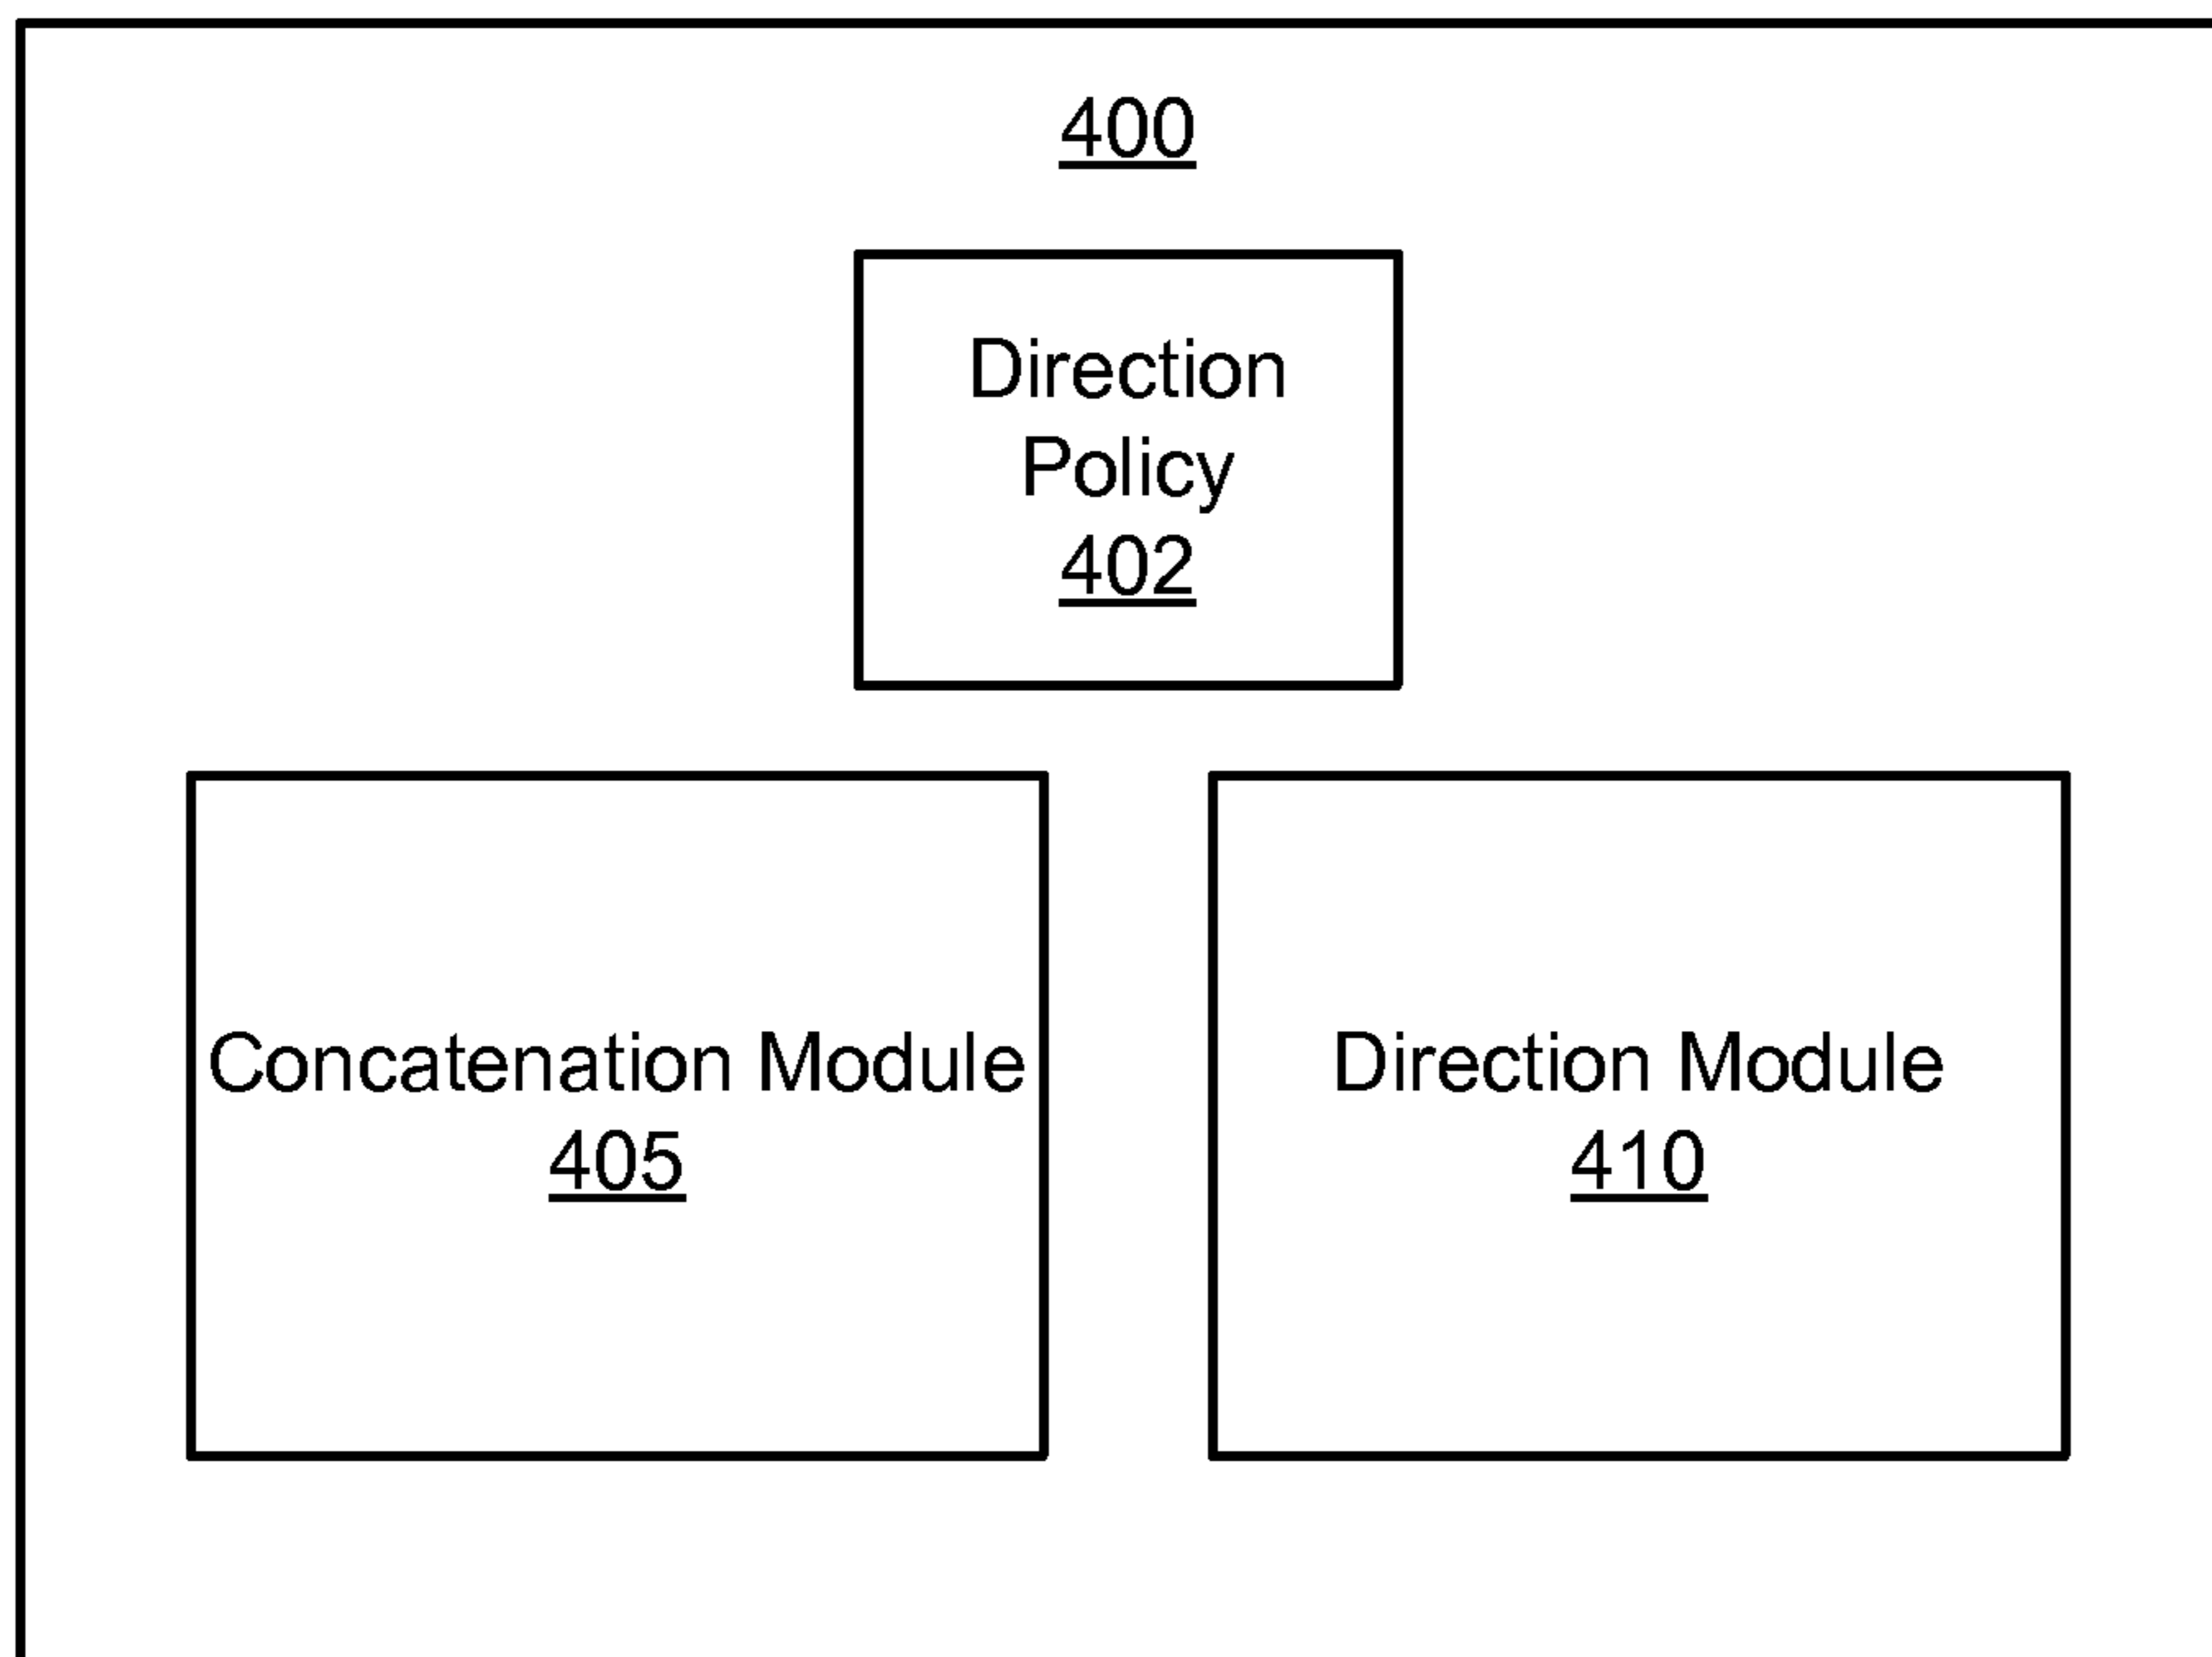 400
Direction
Policy
402
Concatenation Module
405
Direction Module
410